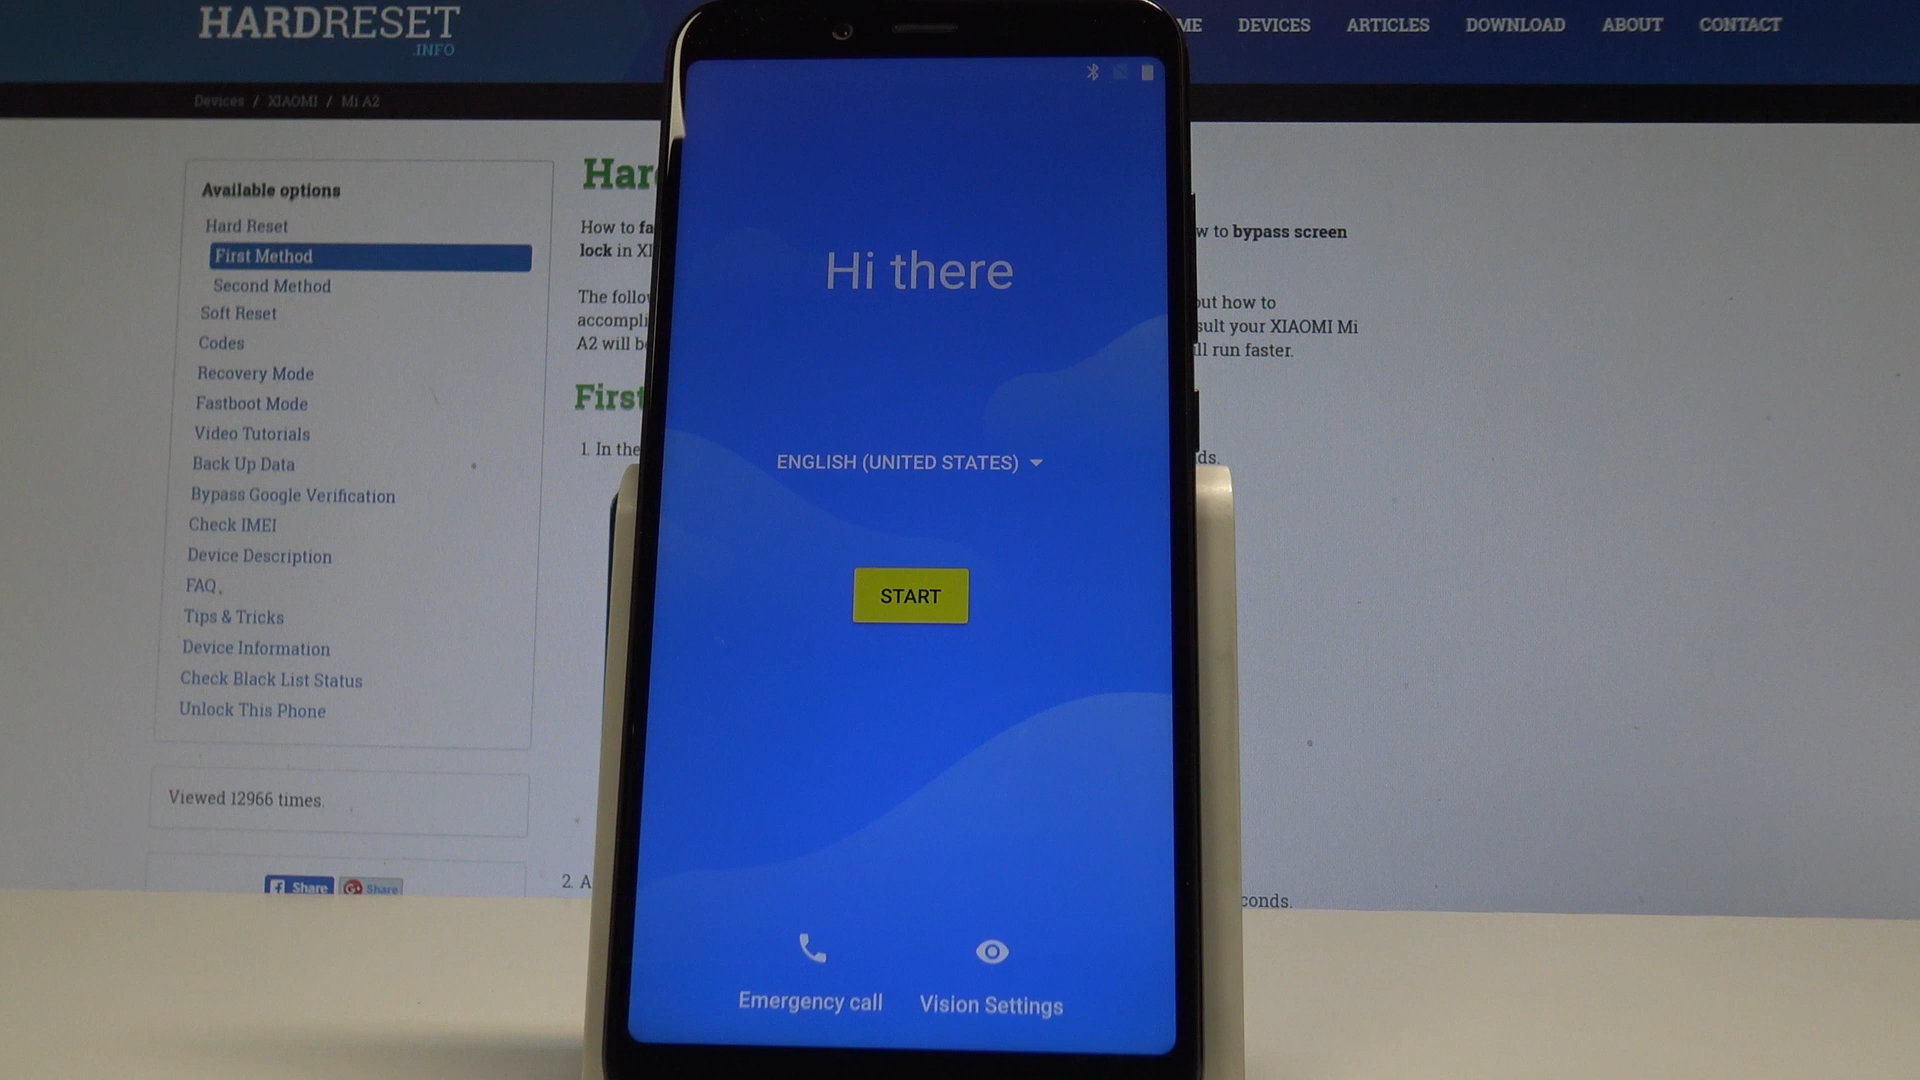 HARDRESET
.INFO
ME DEVICES ARTICLES DOWNLOAD ABOUT CONTACT
Devices / XIAOMI / Mi A2
Available options
Hard Reset
First Method
Second Method
Soft Reset
Codes
Recovery Mode
Fastboot Mode
Video Tutorials
Back Up Data
Bypass Google Verification
Check IMEI
Device Description
FAQ
Tips & Tricks
Device Information
Check Black List Status
Unlock This Phone
Viewed 12966 times.
Share
Share
Har
How to fa
lock in XI
The follo
accompli
A2 will b
First
1. In the
2. A
w to bypass screen
out how to
sult your XIAOMI Mi
ll run faster.
ds.
conds.
Hi there
ENGLISH (UNITED STATES)
START
Emergency call
Vision Settings